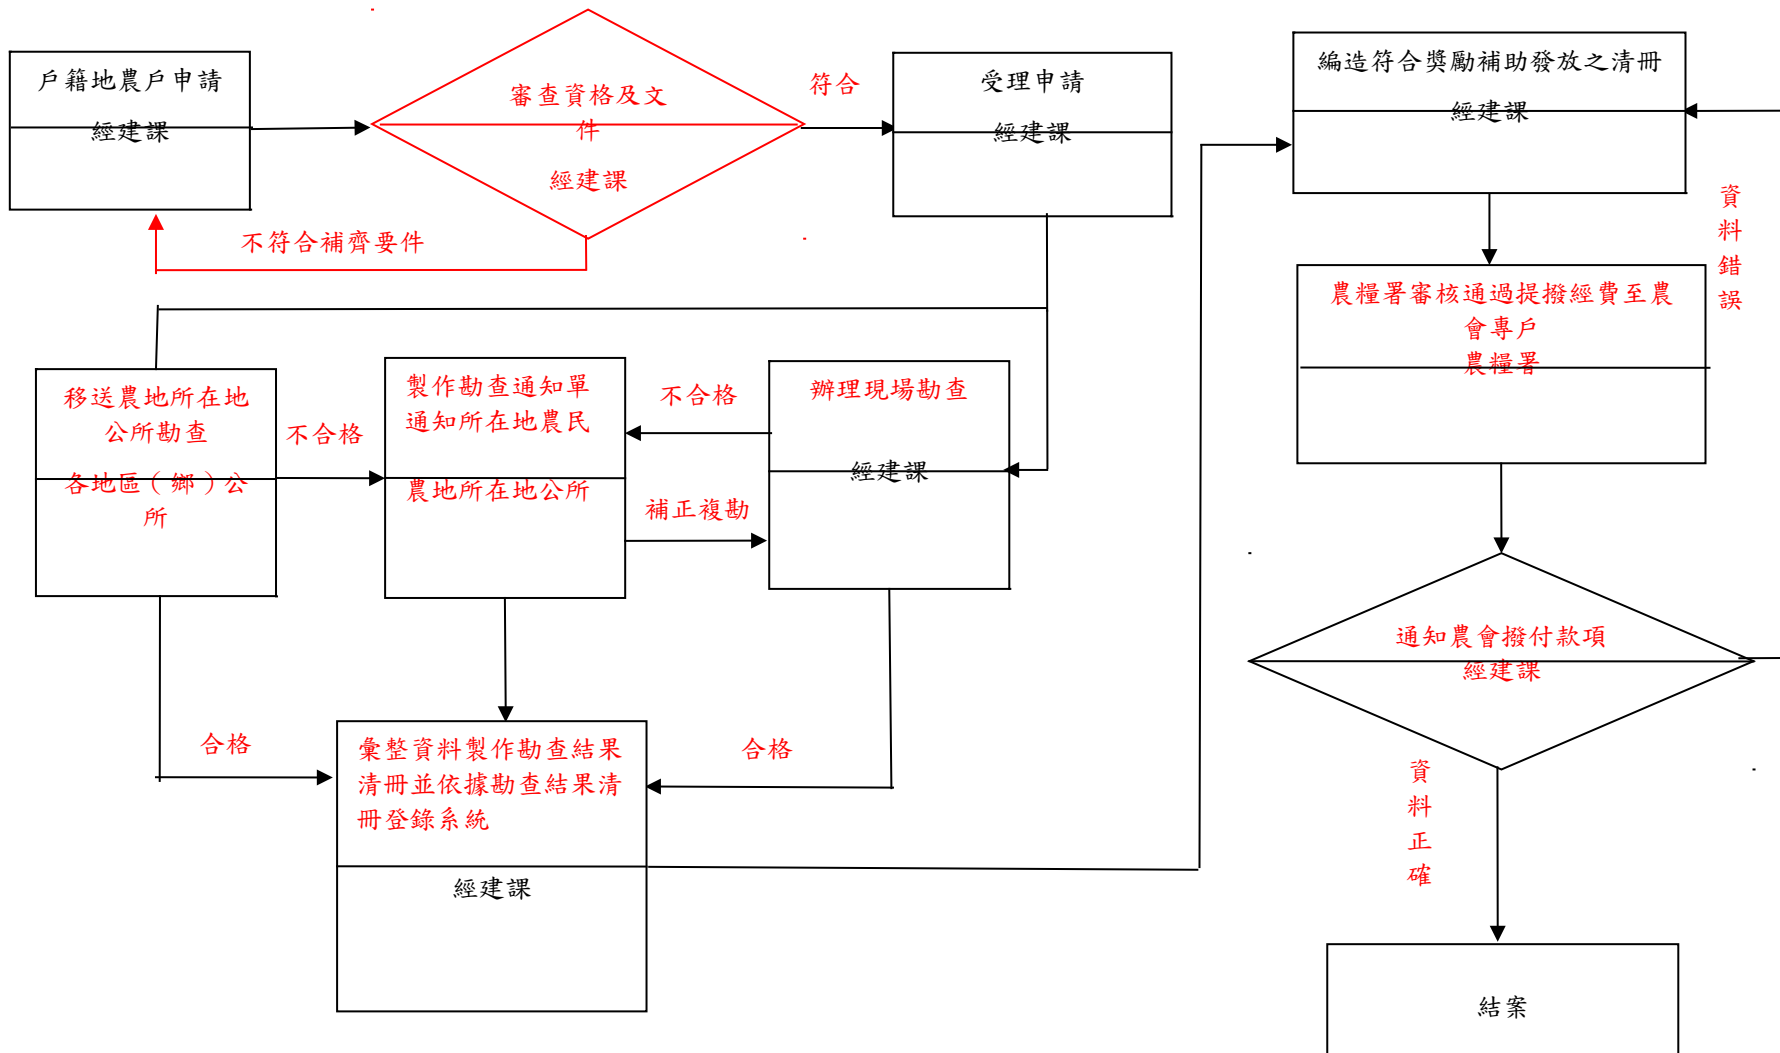 戶籍地農戶申請
經建課
審查資格及文
件
經建課
符合
受理申請
經建課
不符合補齊要件
移送農地所在地
公所勘查
各地區（鄉）公
所
不合格
製作勘查通知單
通知所在地農民
農地所在地公所
不合格
補正複勘
辦理現場勘查
經建課
合格
合格
彙整資料製作勘查結果
清冊並依據勘查結果清
冊登錄系統
經建課
編造符合獎勵補助發放之清冊
經建課
資
料
錯
誤
農糧署審核通過提撥經費至農
會專戶
農糧署
通知農會撥付款項
經建課
資
料
正
確
結案